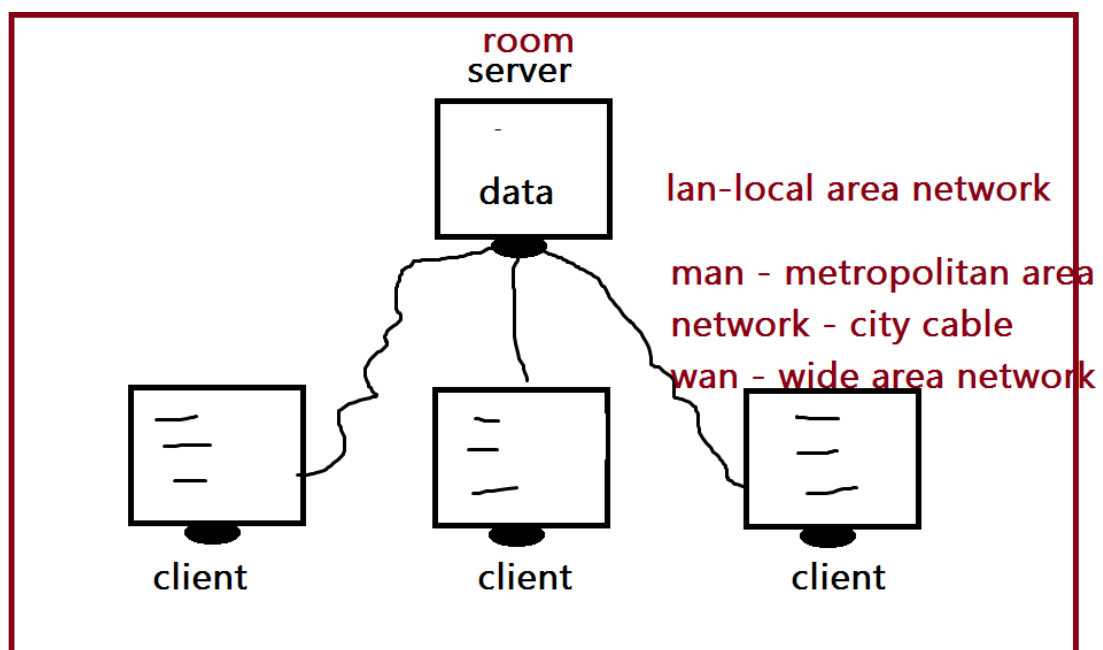 room
server
data
lan-local area network
man - metropolitan area
network - city cable
wan - wide area network
client
client
client